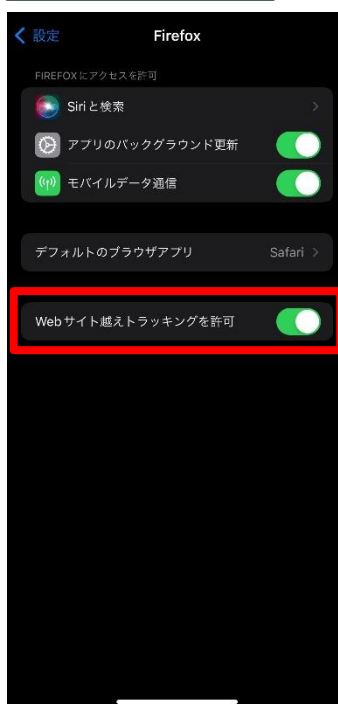 設定
Firefox
FIREFOXにアクセスを許可
Siriと検索
アプリのバックグラウンド更新
モバイルデータ通信
デフォルトのブラウザアプリ Safari
Webサイト越えトラッキングを許可